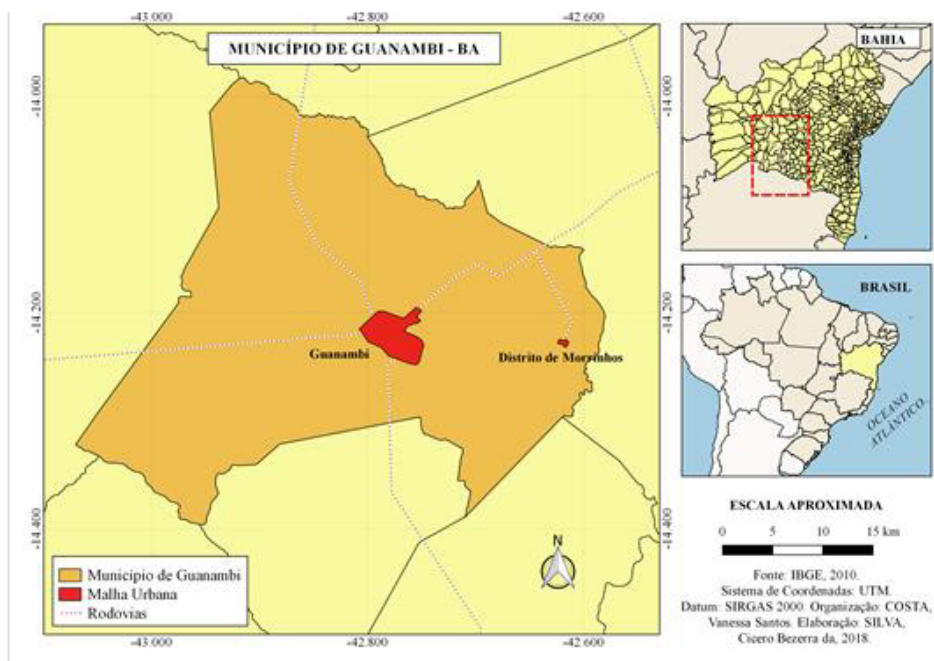 -43 000
-42 800
-42 600
MUNICÍPIO DE GUANAMBI - BA
-14 000
-14 000
-14.200
-14.200
Guanambi
Distrito de Morrinhos
-14.400
-14.400
N
Município de Guanambi
Malha Urbana
Rodovias
-43 000
-42 800
-42 600
BAHIA
BRASIL
OCEANO
ATLÂNTICO
ESCALA APROXIMADA
0 5 10 15 km
Fonte: IBGE, 2010.
Sistema de Coordenadas: UTM.
Datum: SIRGAS 2000. Organização: COSTA,
Vanessa Santos. Elaboração: SILVA,
Cicero Bezerra da, 2018.